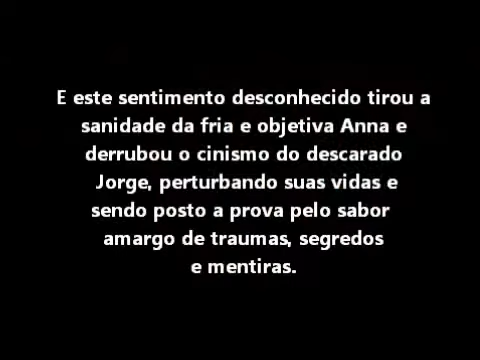 E este sentimento desconhecido tirou a
sanidade da fria e objetiva Anna e
derrubou o cinismo do descarado
Jorge, perturbando suas vidas e
sendo posto a prova pelo sabor
amargo de traumas, segredos
e mentiras.